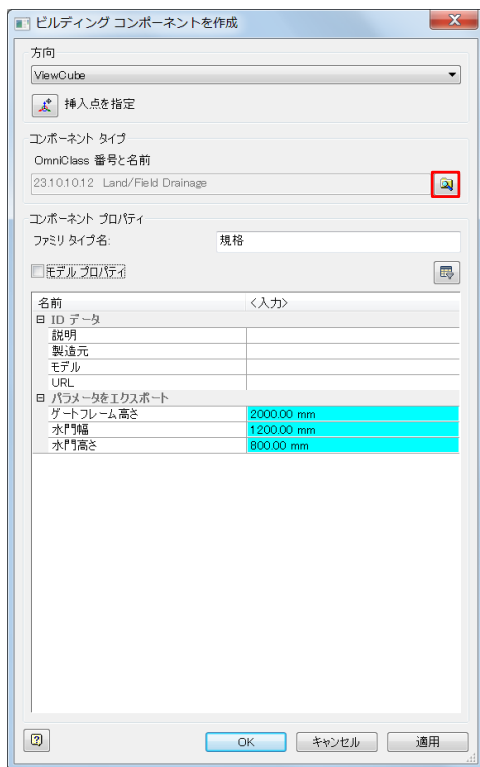 ビルディング コンポーネントを作成
方向
ViewCube
挿入点を指定
コンポーネント タイプ
OmniClass 番号と名前
23.10.10.12 Land/Field Drainage
コンポーネント プロパティ
ファミリ タイプ名: 規格
モデル プロパティ
名前 <入力>
ID データ
説明
製造元
モデル
URL
パラメータをエクスポート
ゲートフレーム高さ 2000.00 mm
水門幅 1200.00 mm
水門高さ 800.00 mm
OK キャンセル 適用